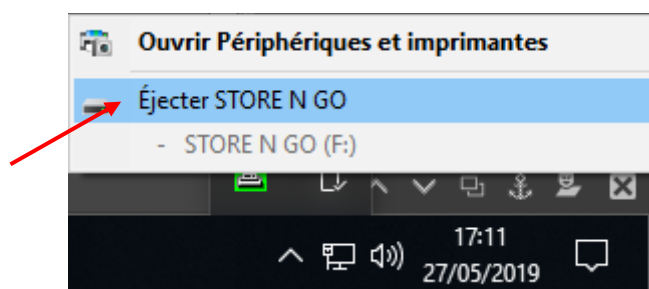 Ouvrir Périphériques et imprimantes
Éjecter STORE N GO
- STORE N GO (F:)
17:11
27/05/2019